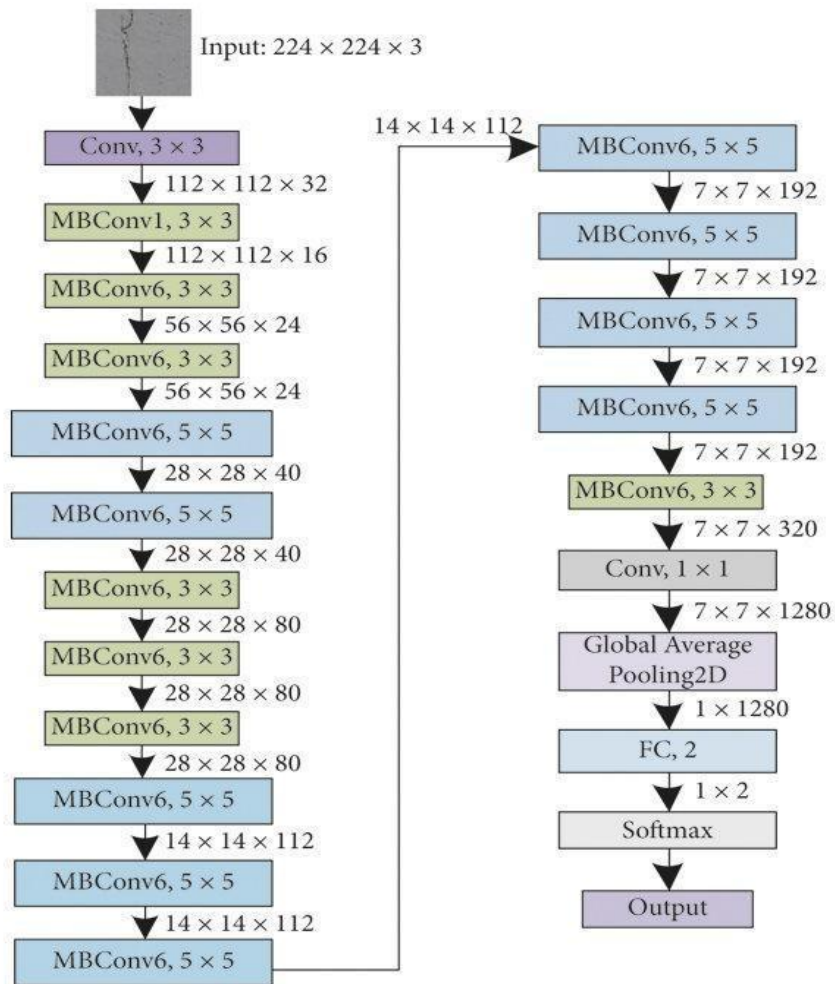 Input: 224 × 224 × 3
Conv, 3 × 3
112 × 112 × 32
MBConv1, 3 × 3
112 × 112 × 16
MBConv6, 3 × 3
56 × 56 × 24
MBConv6, 3 × 3
56 × 56 × 24
MBConv6, 5 × 5
28 × 28 × 40
MBConv6, 5 × 5
28 × 28 × 40
MBConv6, 3 × 3
28 × 28 × 80
MBConv6, 3 × 3
28 × 28 × 80
MBConv6, 3 × 3
28 × 28 × 80
MBConv6, 5 × 5
14 × 14 × 112
MBConv6, 5 × 5
14 × 14 × 112
MBConv6, 5 × 5
14 × 14 × 112
MBConv6, 5 × 5
7 × 7 × 192
MBConv6, 5 × 5
7 × 7 × 192
MBConv6, 5 × 5
7 × 7 × 192
MBConv6, 5 × 5
7 × 7 × 192
MBConv6, 3 × 3
7 × 7 × 320
Conv, 1 × 1
7 × 7 × 1280
Global Average
Pooling2D
1 × 1280
FC, 2
1 × 2
Softmax
Output